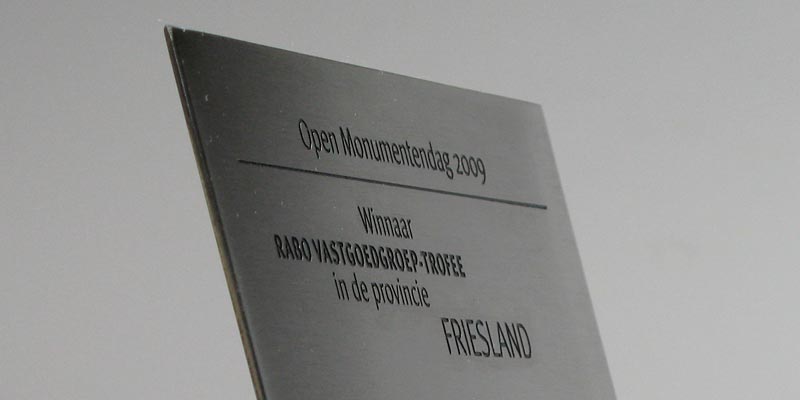 Open Monumentendag 2009
Winnaar
RABO VASTGOEDGROEP-TROFEE
in de provincie
FRIESLAND